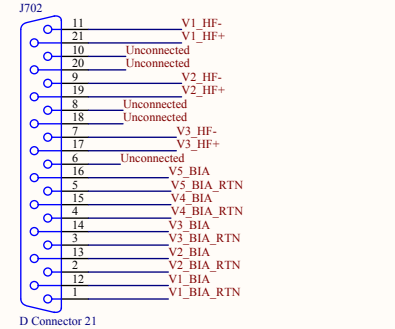 J702
11 V1_HF-
21 V1_HF+
10 Unconnected
20 Unconnected
9 V2_HF-
19 V2_HF+
8 Unconnected
18 Unconnected
7 V3_HF-
17 V3_HF+
6 Unconnected
16 V5_BIA
5 V5_BIA_RTN
15 V4_BIA
4 V4_BIA_RTN
14 V3_BIA
3 V3_BIA_RTN
13 V2_BIA
2 V2_BIA_RTN
12 V1_BIA
1 V1_BIA_RTN
D Connector 21